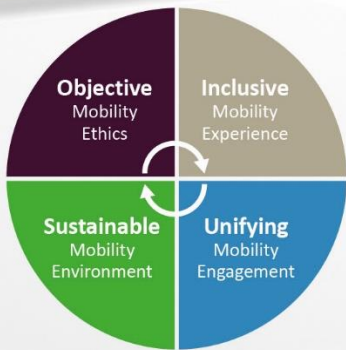 Objective
Mobility
Ethics
Inclusive
Mobility
Experience
Sustainable
Mobility
Environment
Unifying
Mobility
Engagement